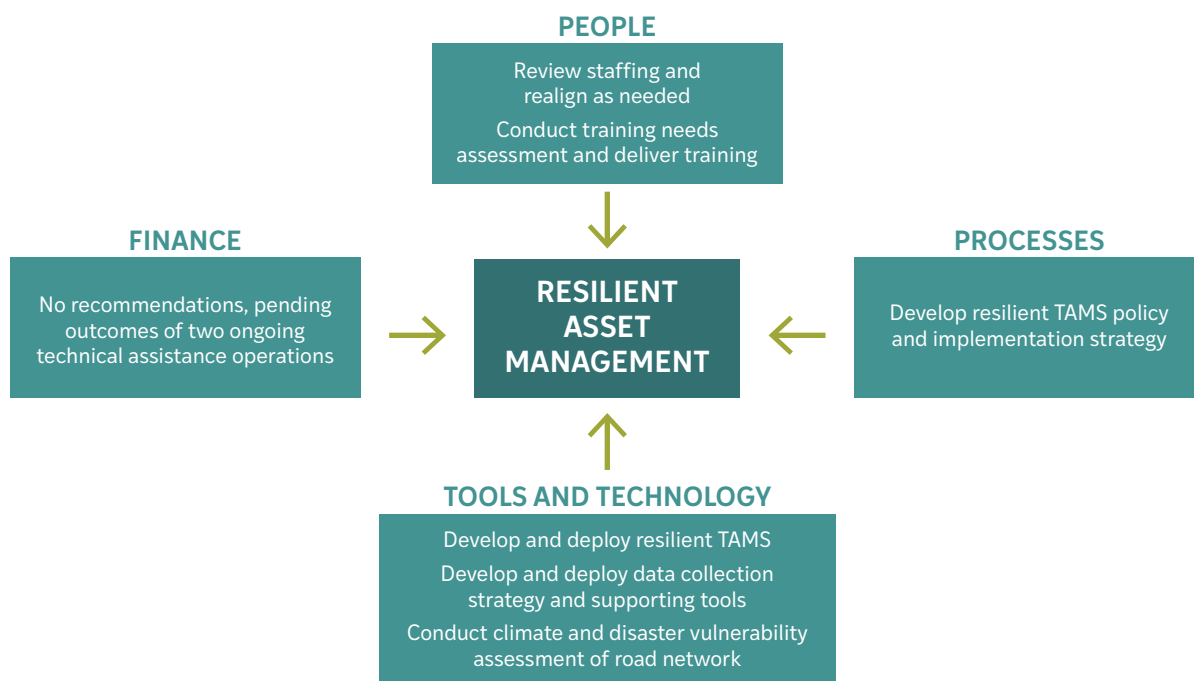 PEOPLE
Review staffing and
realign as needed
Conduct training needs
assessment and deliver training
FINANCE
No recommendations, pending
outcomes of two ongoing
technical assistance operations
RESILIENT
ASSET
MANAGEMENT
PROCESSES
Develop resilient TAMS policy
and implementation strategy
TOOLS AND TECHNOLOGY
Develop and deploy resilient TAMS
Develop and deploy data collection
strategy and supporting tools
Conduct climate and disaster vulnerability
assessment of road network